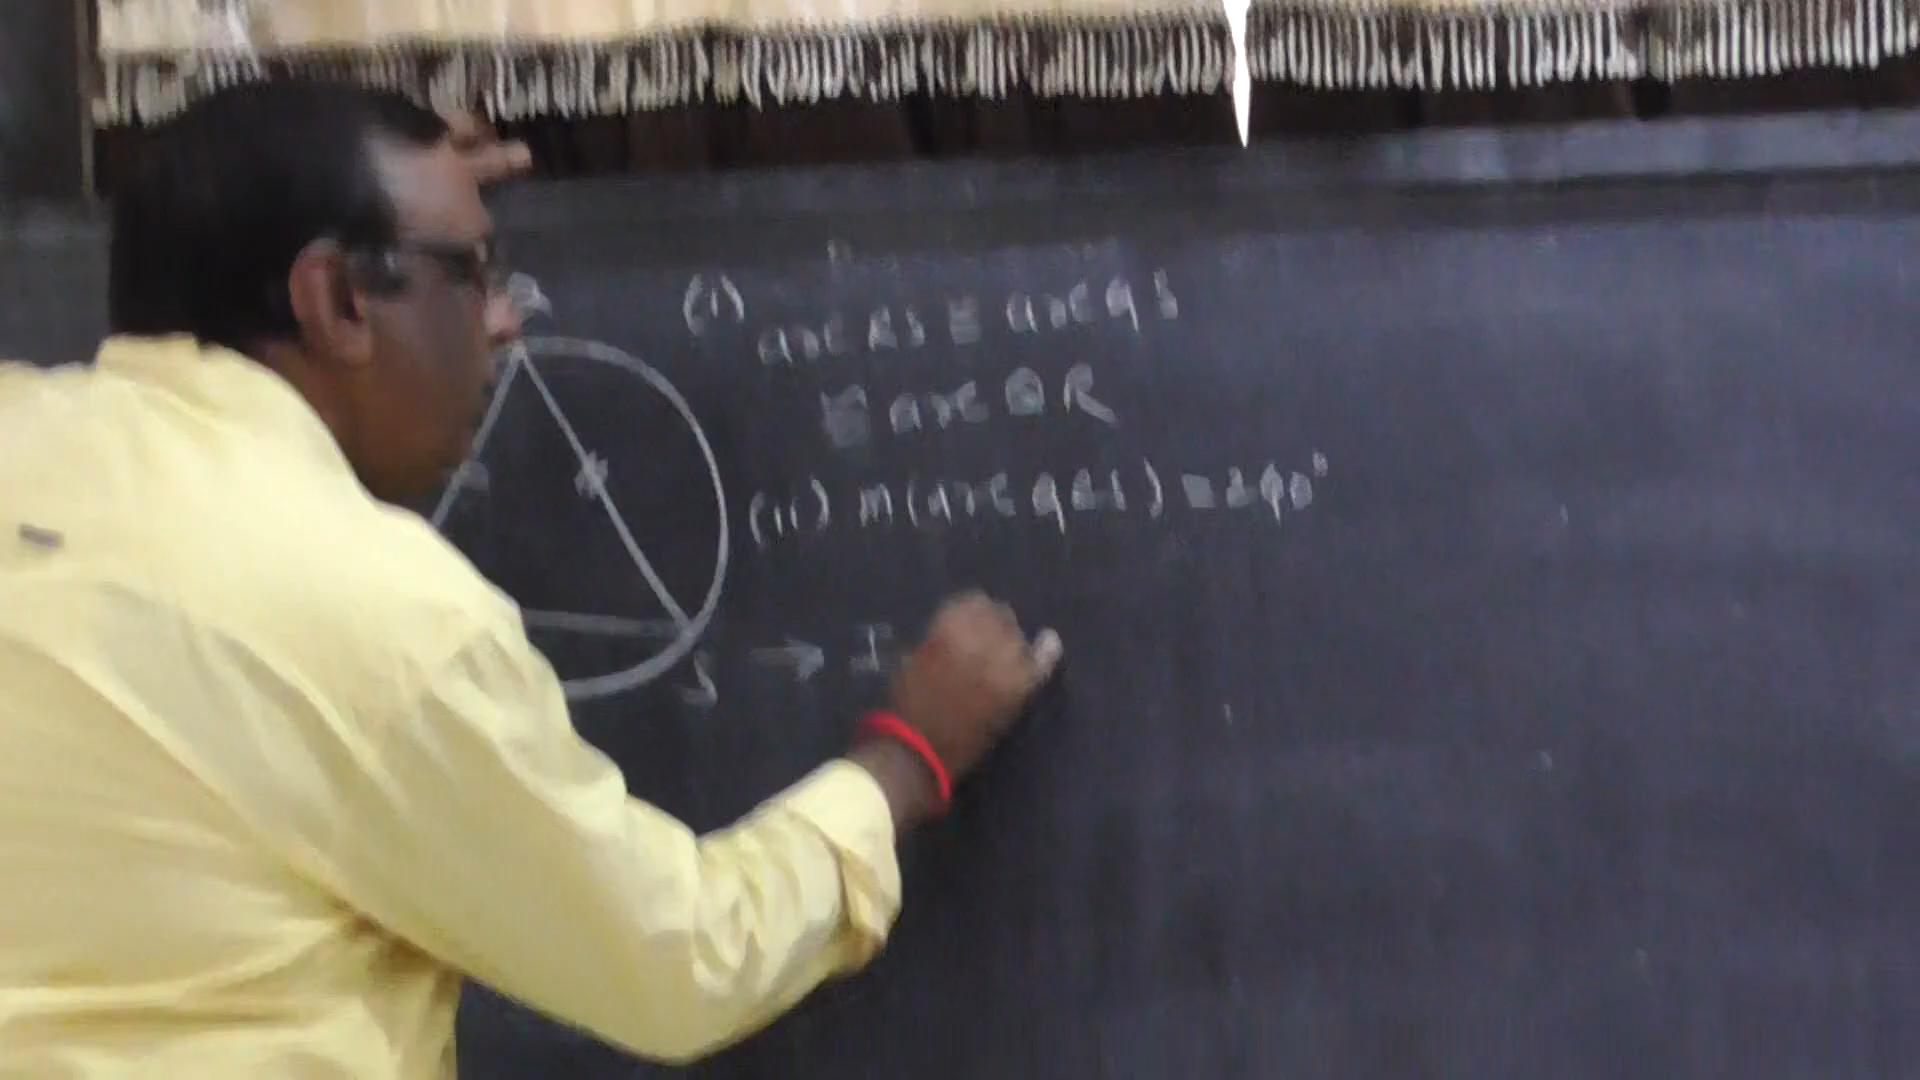 R
(i) arc RS ≅ arc QS
≅ arc QR
(ii) m(arc QRS) = 240°
S → I